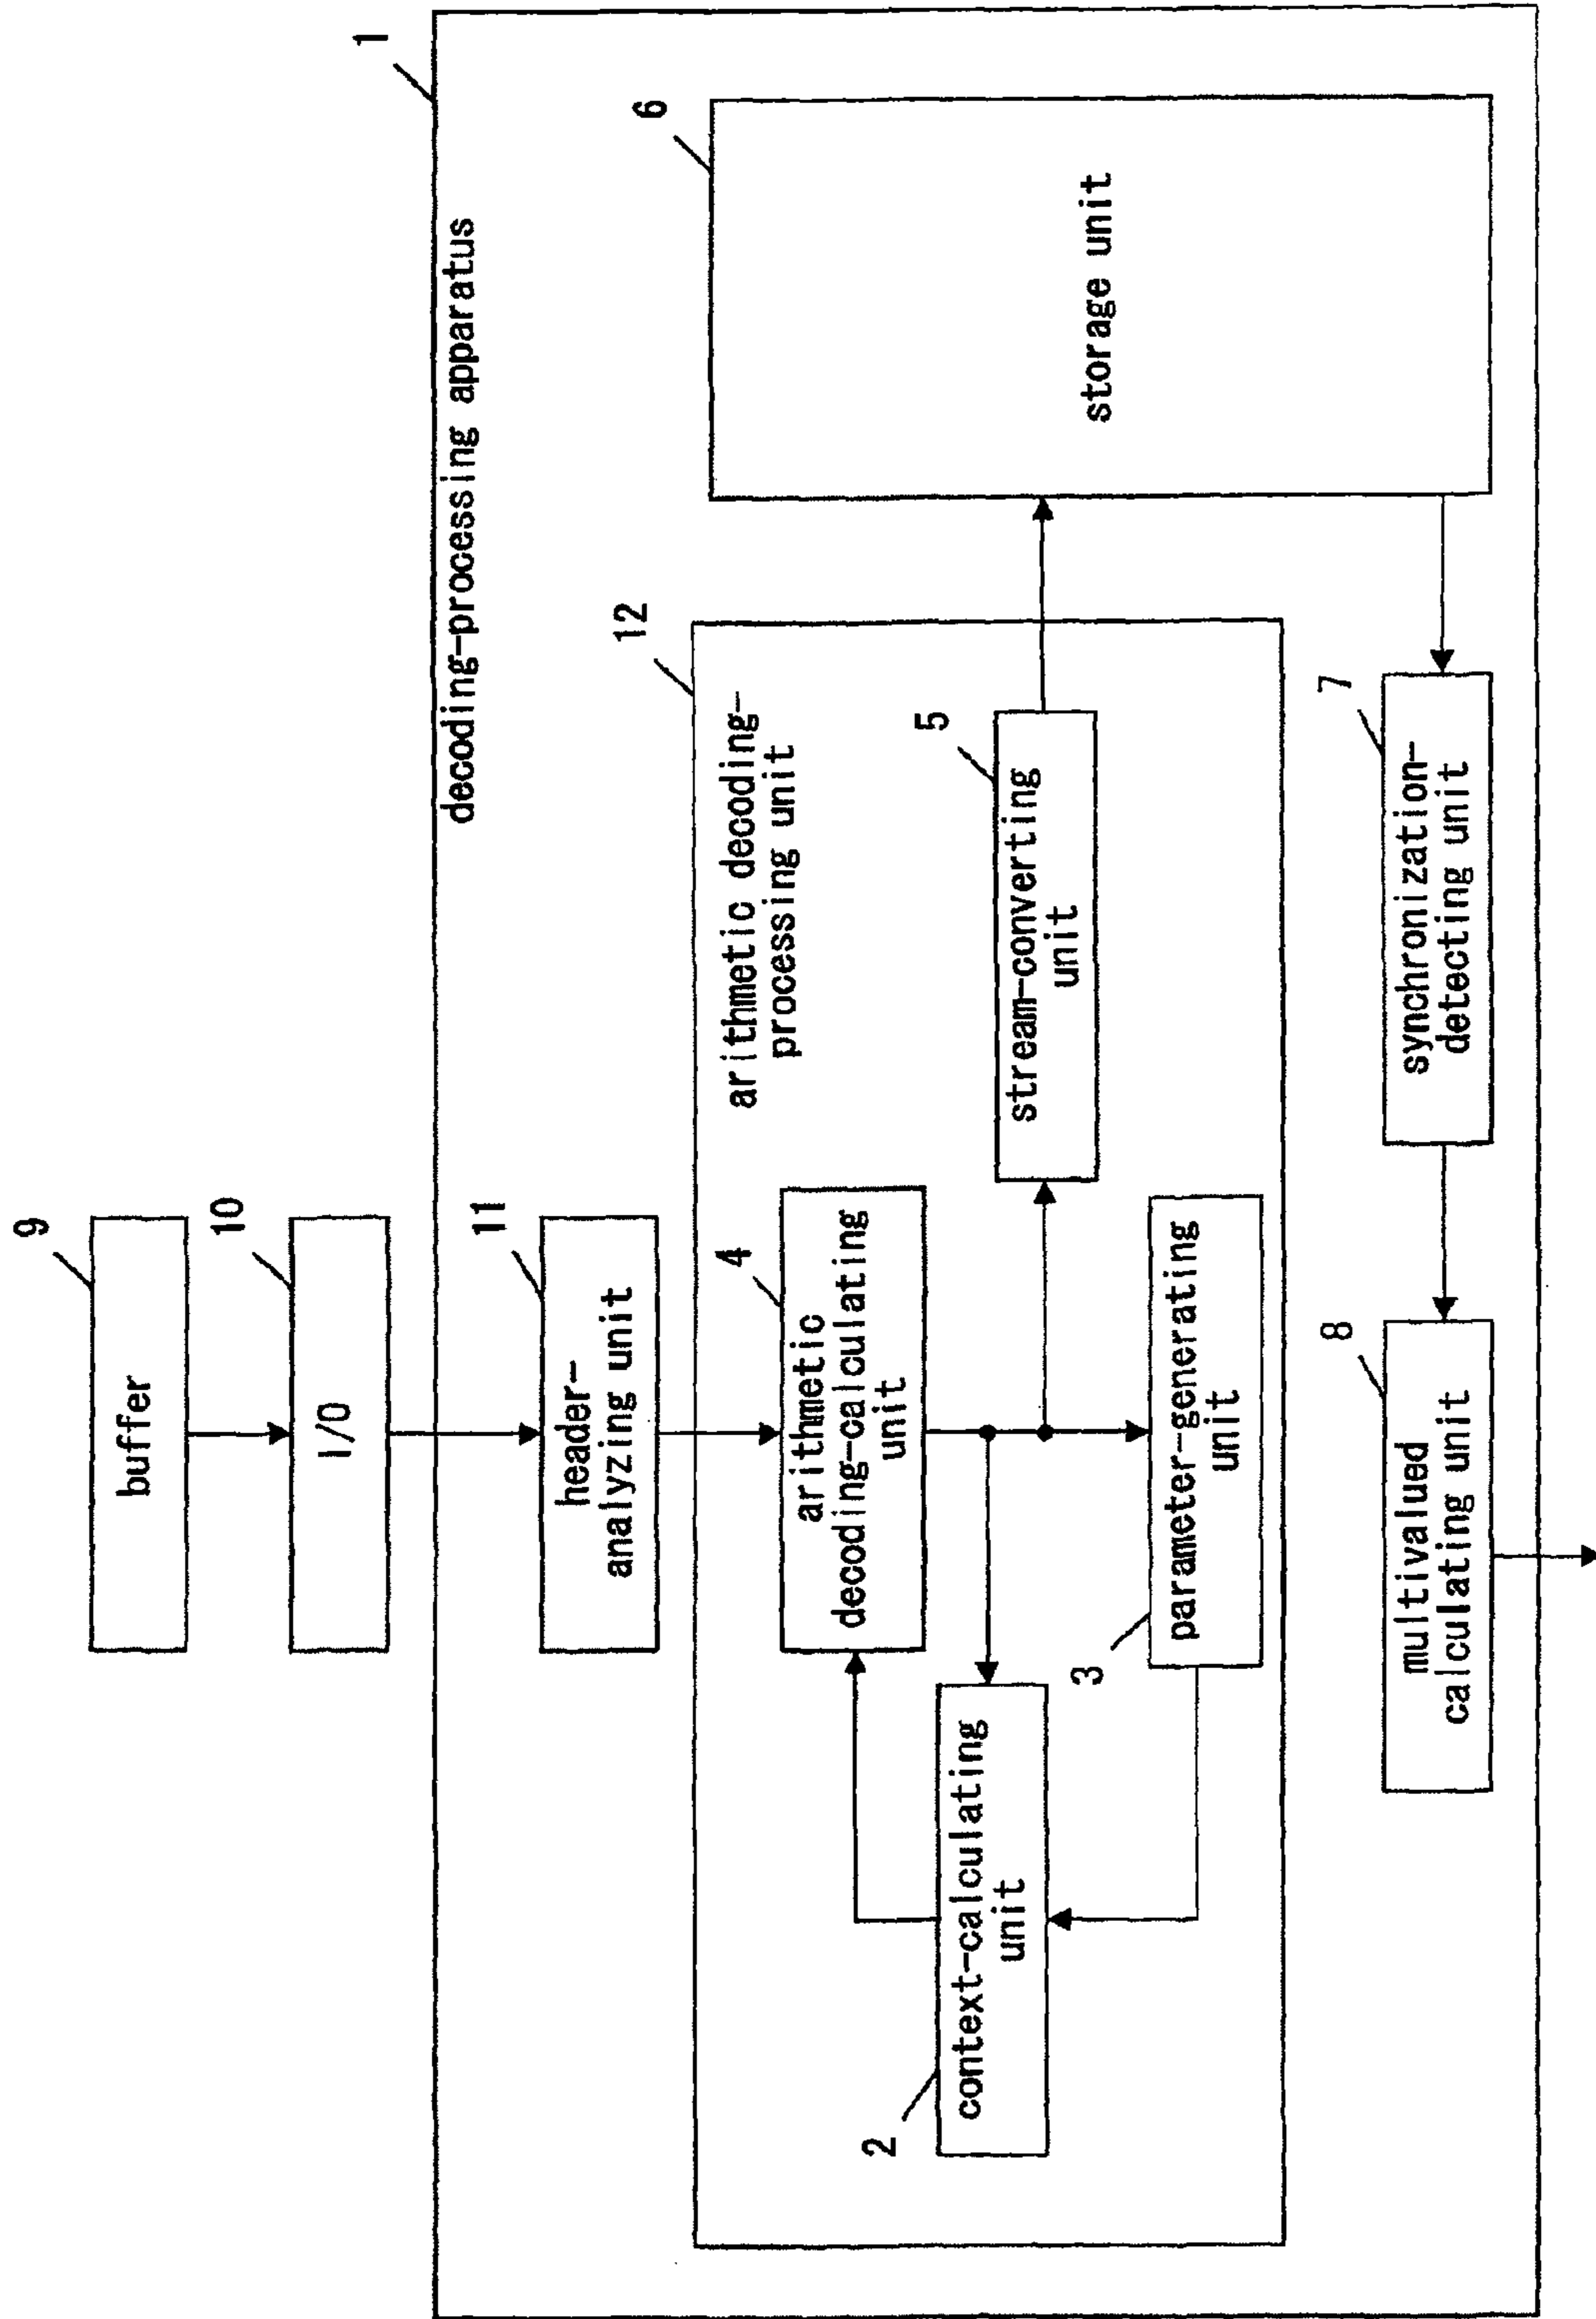 9
buffer
10
I/O
1
decoding-processing apparatus
11
header-
analyzing unit
12
arithmetic decoding-
processing unit
4
arithmetic
decoding-calculating
unit
2
context-calculating
unit
5
stream-converting
unit
3
parameter-generating
unit
6
storage unit
8
multivalued
calculating unit
7
synchronization-
detecting unit